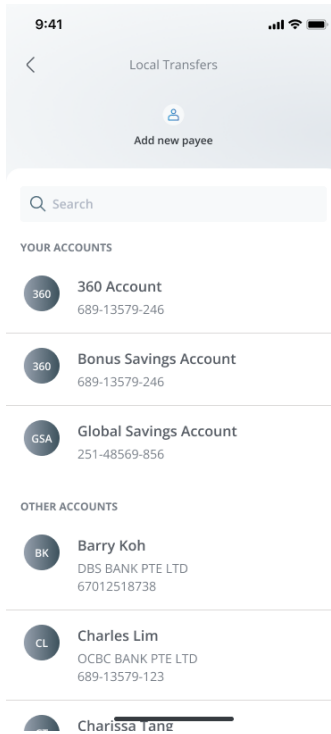 9:41
Local Transfers
Add new payee
Search
YOUR ACCOUNTS
360
360 Account
689-13579-246
360
Bonus Savings Account
689-13579-246
GSA
Global Savings Account
251-48569-856
OTHER ACCOUNTS
BK
Barry Koh
DBS BANK PTE LTD
67012518738
CL
Charles Lim
OCBC BANK PTE LTD
689-13579-123
Charissa Tang